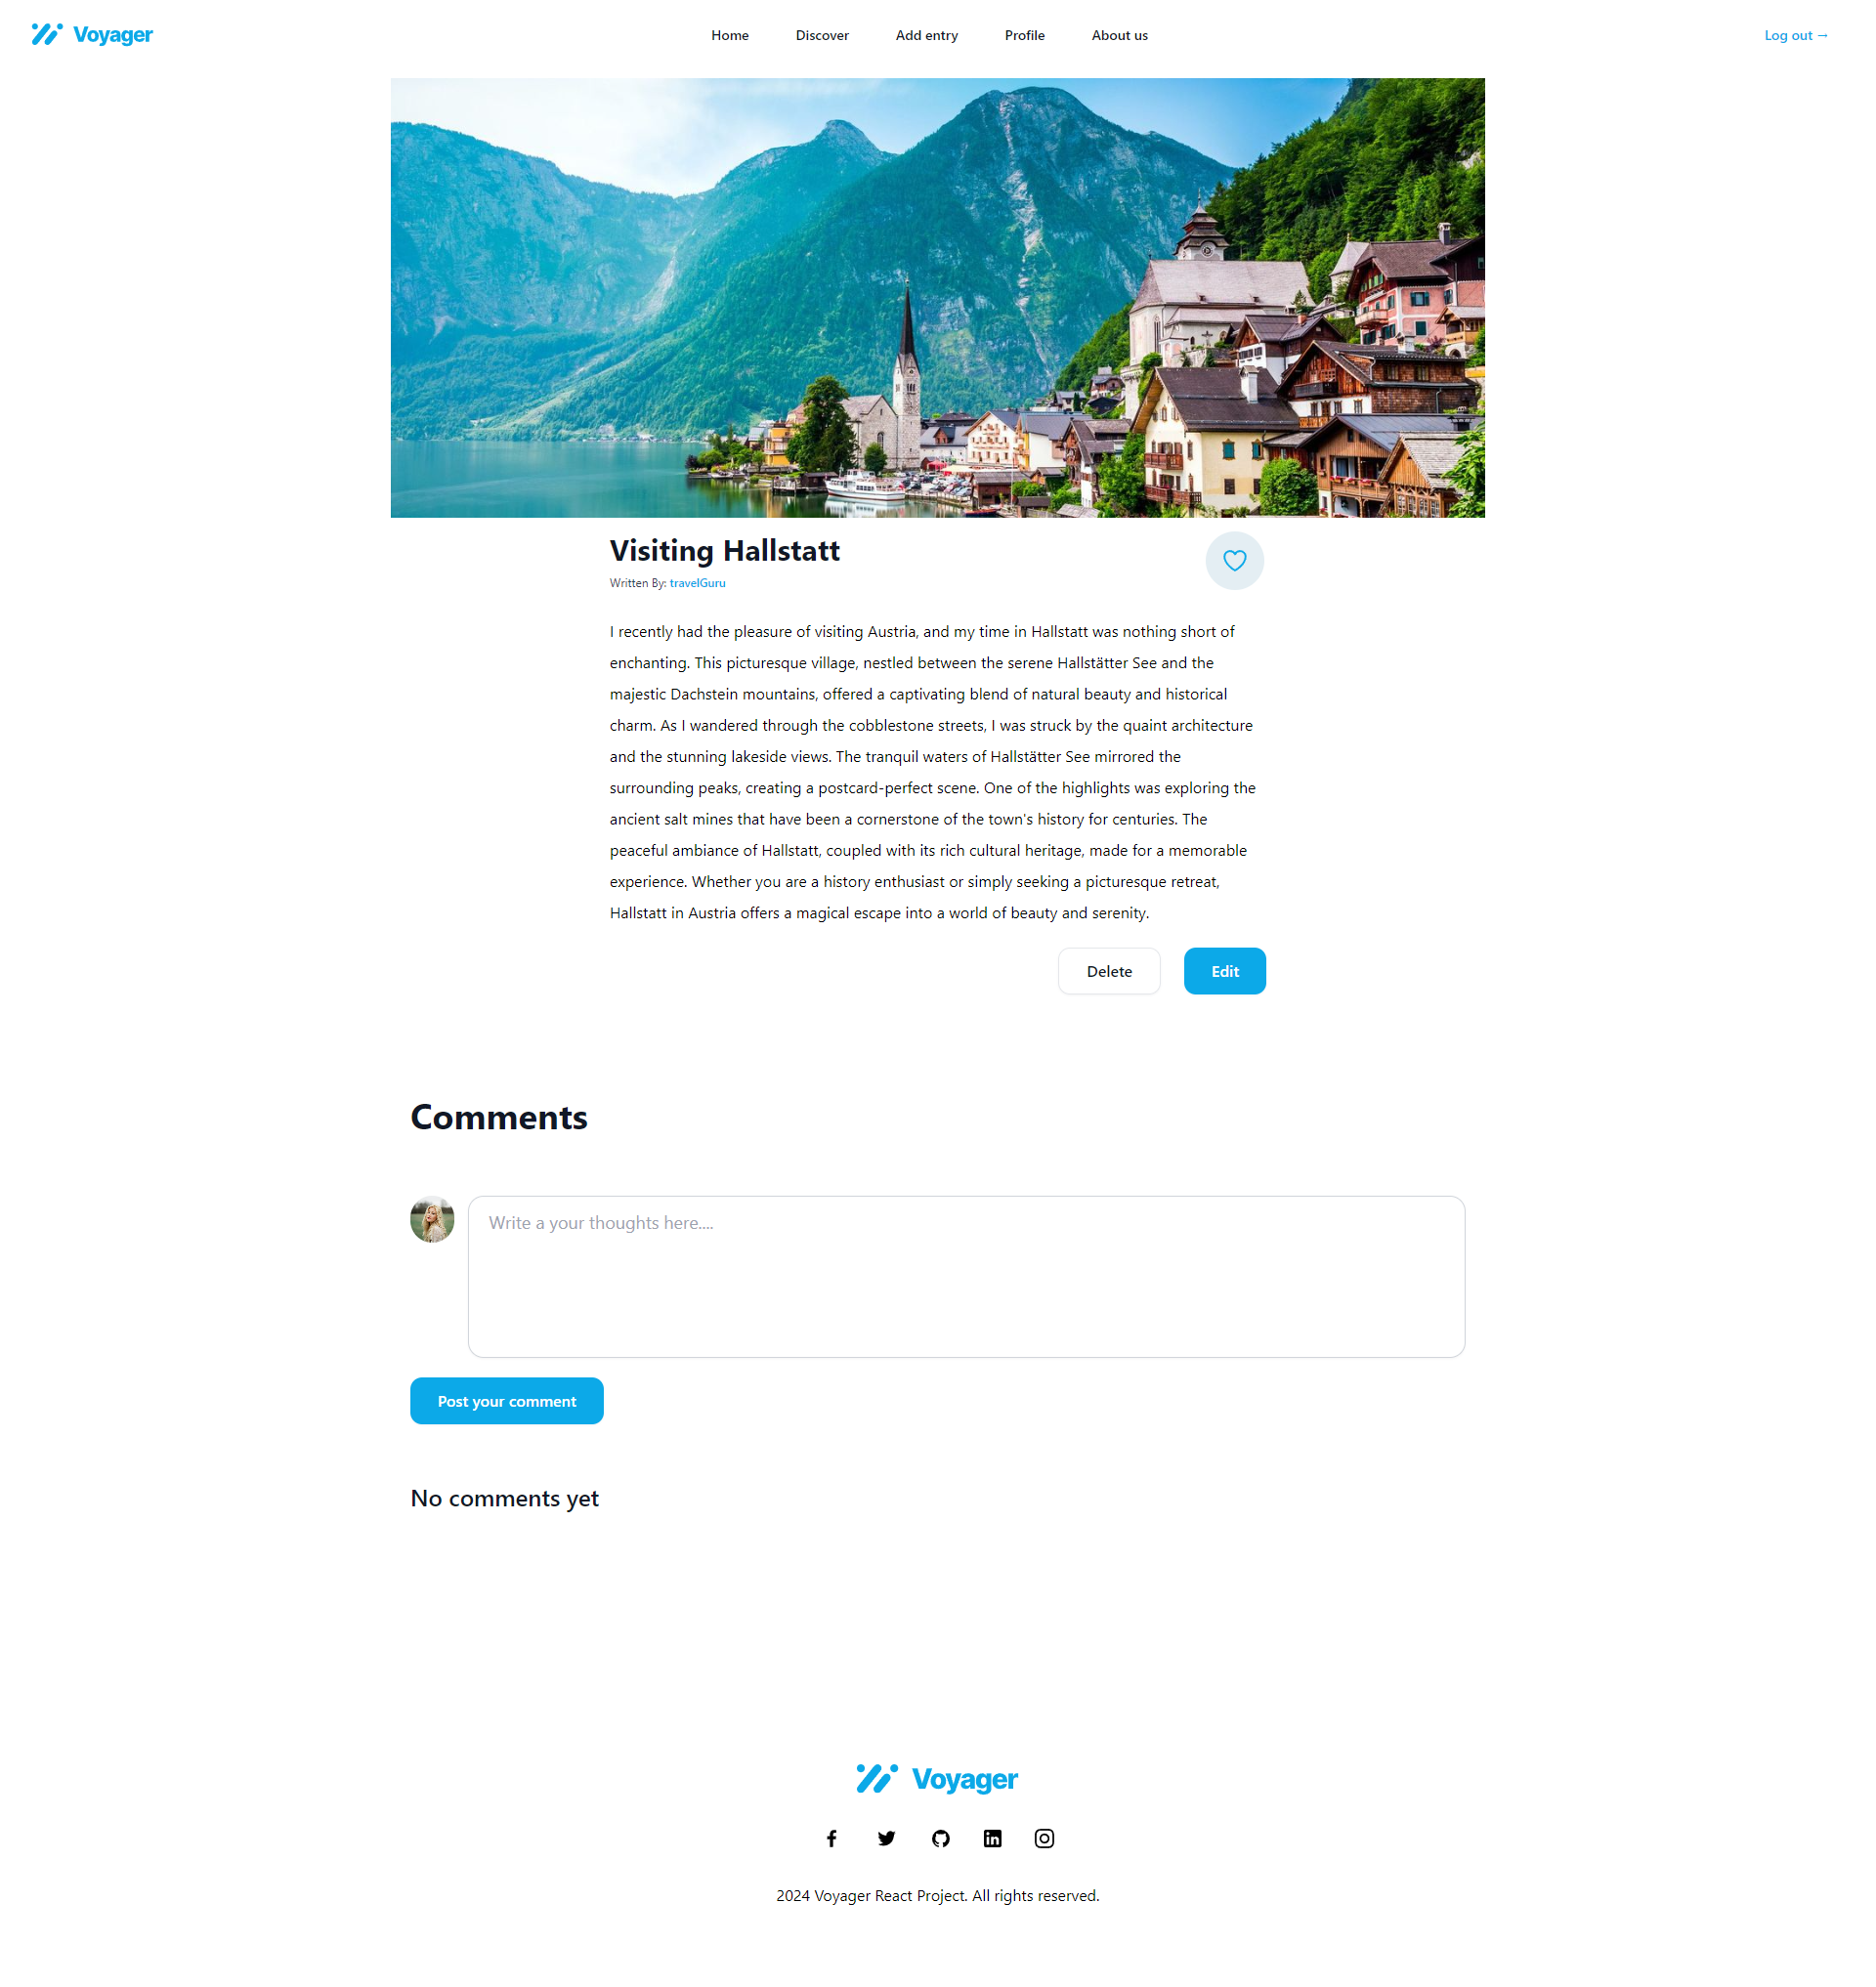 Voyager
Home
Discover
Add entry
Profile
About us
Log out →
Visiting Hallstatt
Written By: travelGuru
I recently had the pleasure of visiting Austria, and my time in Hallstatt was nothing short of
enchanting. This picturesque village, nestled between the serene Hallstätter See and the
majestic Dachstein mountains, offered a captivating blend of natural beauty and historical
charm. As I wandered through the cobblestone streets, I was struck by the quaint architecture
and the stunning lakeside views. The tranquil waters of Hallstätter See mirrored the
surrounding peaks, creating a postcard-perfect scene. One of the highlights was exploring the
ancient salt mines that have been a cornerstone of the town's history for centuries. The
peaceful ambiance of Hallstatt, coupled with its rich cultural heritage, made for a memorable
experience. Whether you are a history enthusiast or simply seeking a picturesque retreat,
Hallstatt in Austria offers a magical escape into a world of beauty and serenity.
Delete
Edit
Comments
Write a your thoughts here....
Post your comment
No comments yet
Voyager
2024 Voyager React Project. All rights reserved.